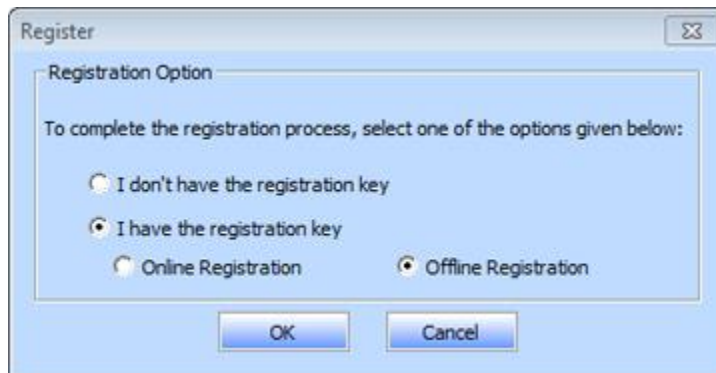 Register
Registration Option
To complete the registration process, select one of the options given below:
I don't have the registration key
I have the registration key
Online Registration
Offline Registration
OK
Cancel